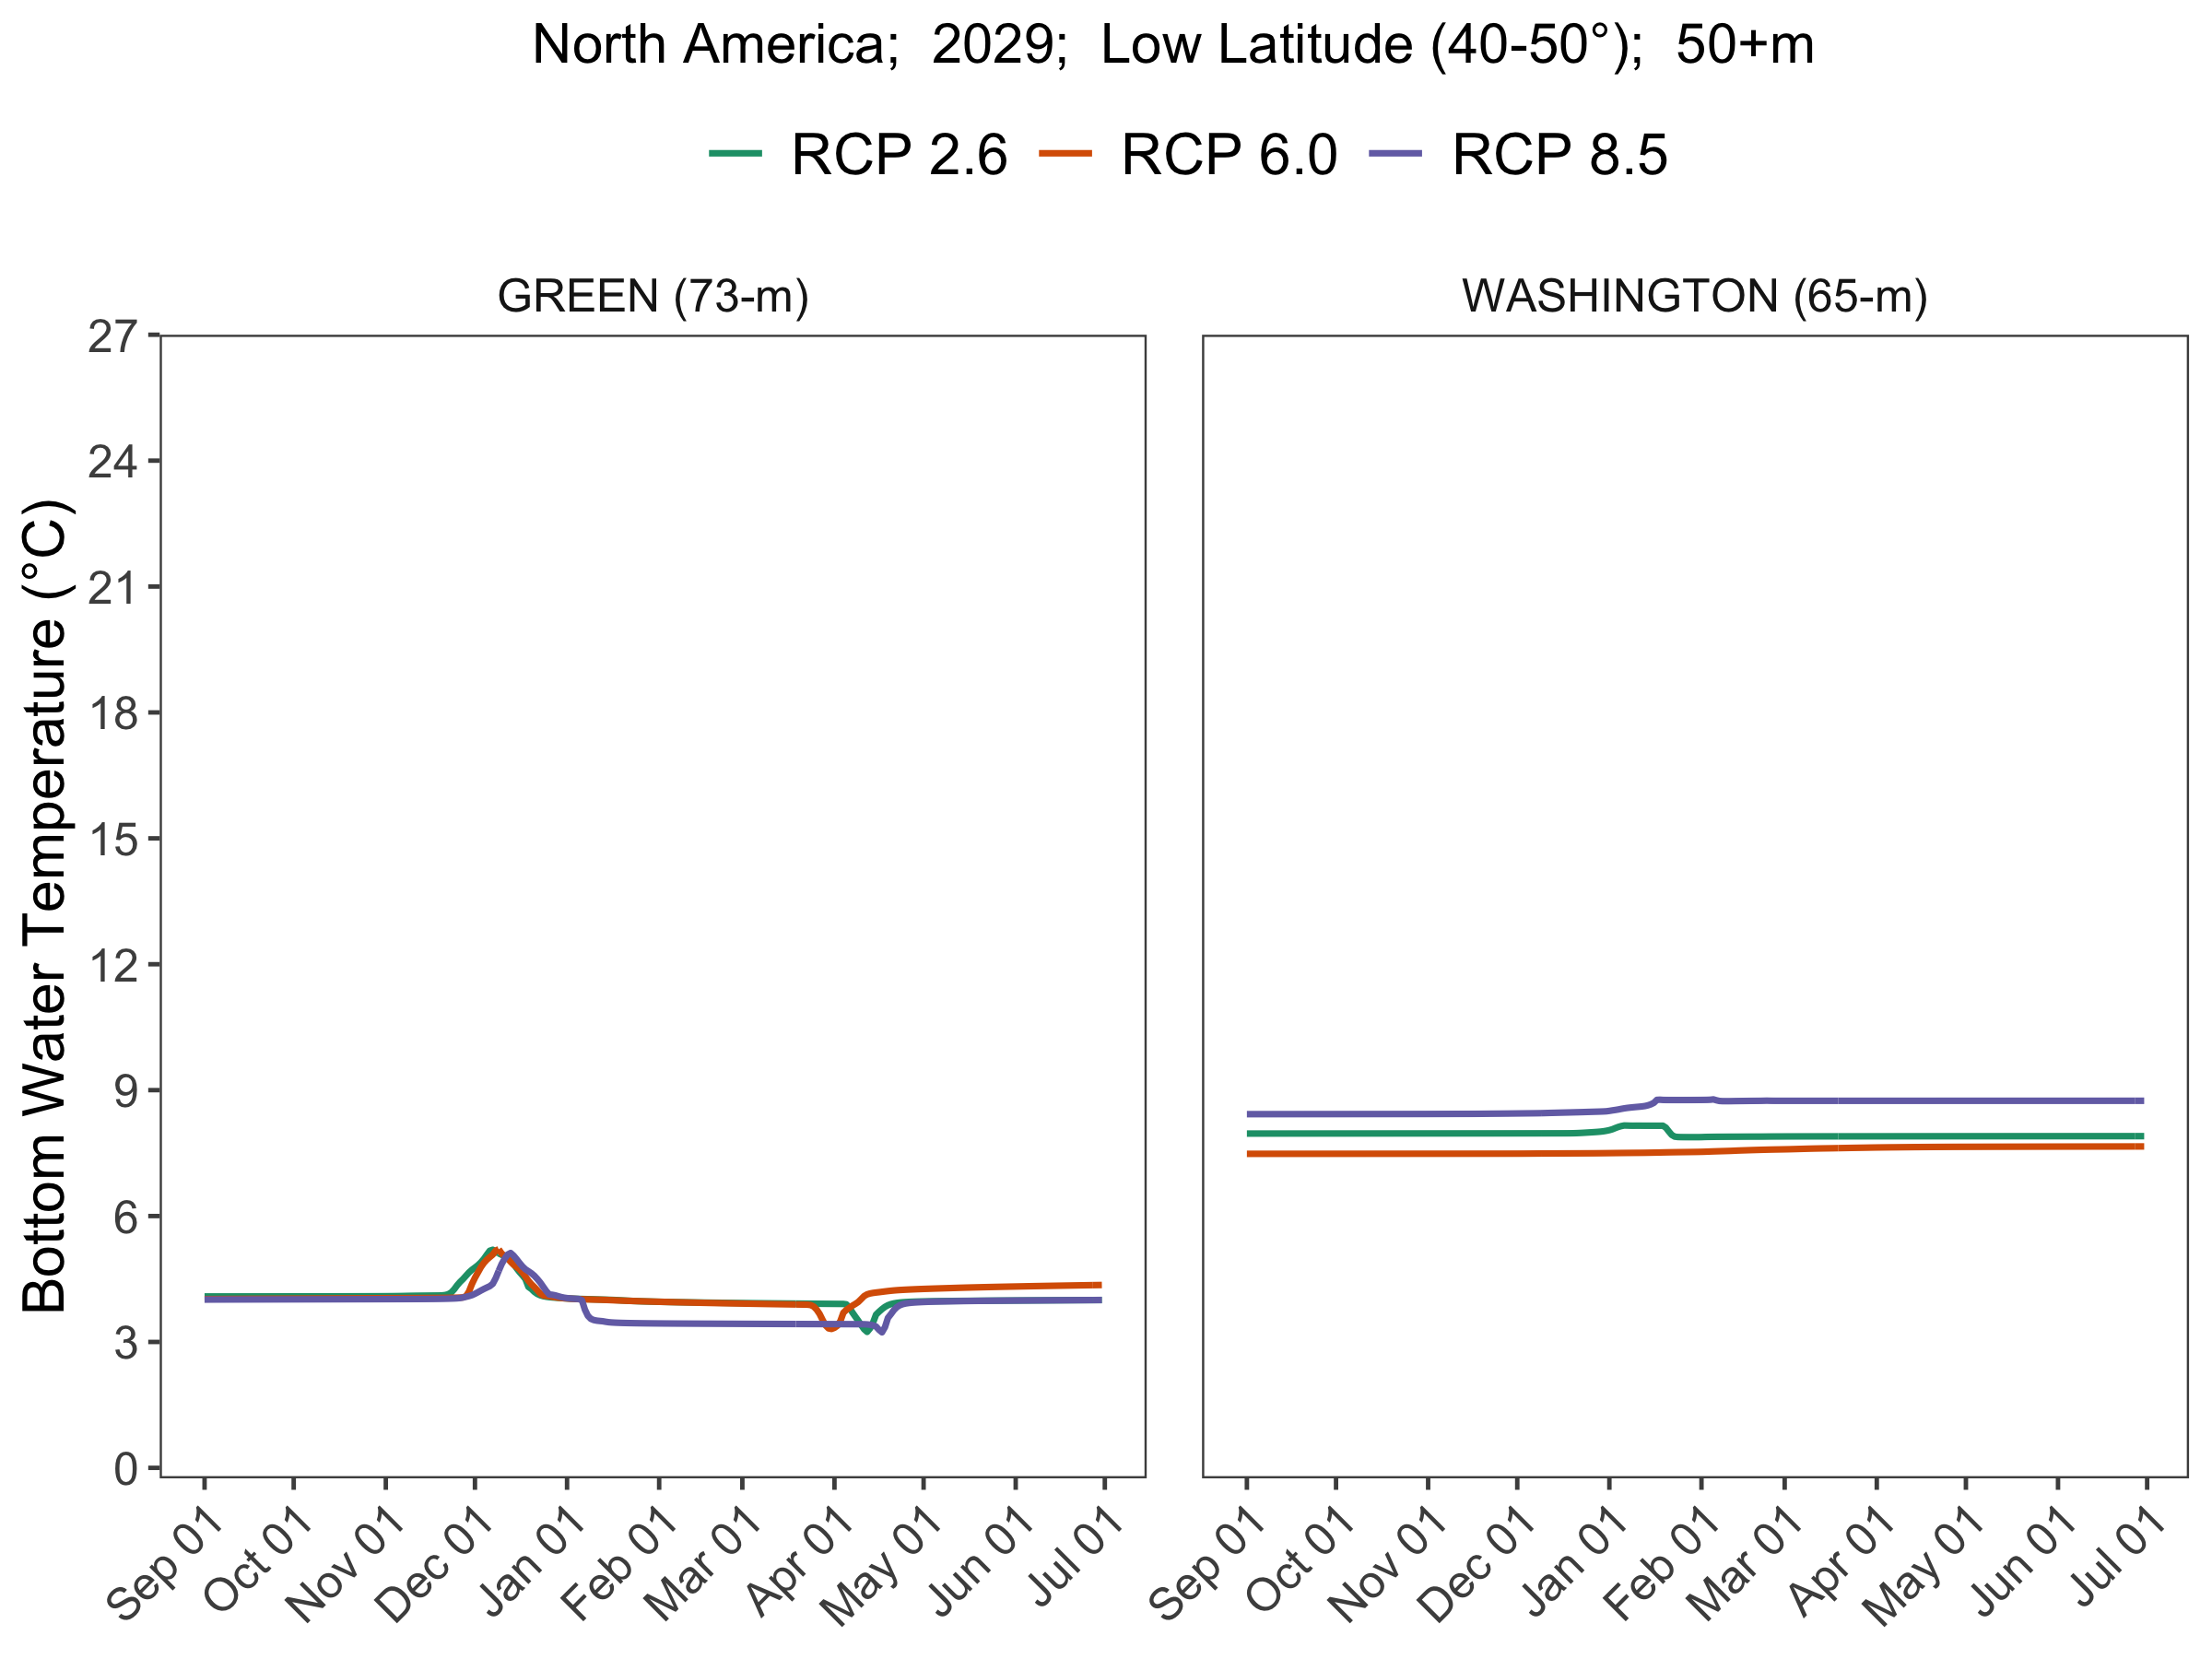 North America;  2029;  Low Latitude (40-50°);  50+m
RCP 2.6 RCP 6.0 RCP 8.5
GREEN (73-m) WASHINGTON (65-m)
Bottom Water Temperature (°C)
27
24
21
18
15
12
9
6
3
0
Sep 01 Oct 01 Nov 01 Dec 01 Jan 01 Feb 01 Mar 01 Apr 01 May 01 Jun 01 Jul 01 Sep 01 Oct 01 Nov 01 Dec 01 Jan 01 Feb 01 Mar 01 Apr 01 May 01 Jun 01 Jul 01